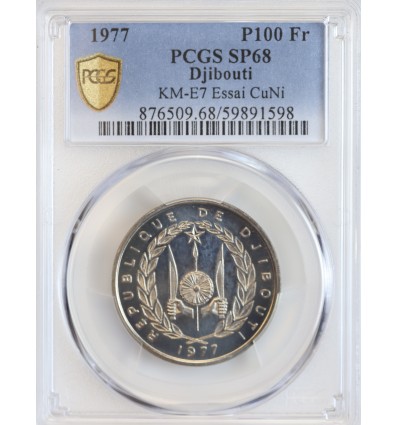 1977 P100 Fr
PCGS SP68
Djibouti
KM-E7 Essai CuNi
876509.68/59891598
PCGS
REPUBLIQUE DE DJIBOUTI
1977